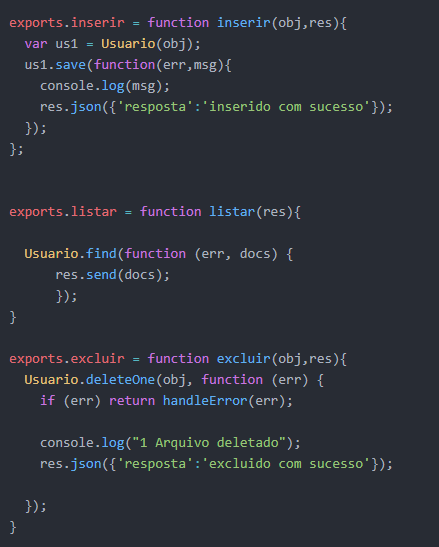 exports.inserir = function inserir(obj,res){
  var us1 = Usuario(obj);
  us1.save(function(err,msg){
    console.log(msg);
    res.json({'resposta':'inserido com sucesso'});
  });
};
exports.listar = function listar(res){
  Usuario.find(function (err, docs) {
      res.send(docs);
      });
}
exports.excluir = function excluir(obj,res){
  Usuario.deleteOne(obj, function (err) {
    if (err) return handleError(err);
    console.log("1 Arquivo deletado");
    res.json({'resposta':'excluido com sucesso'});
  });
}